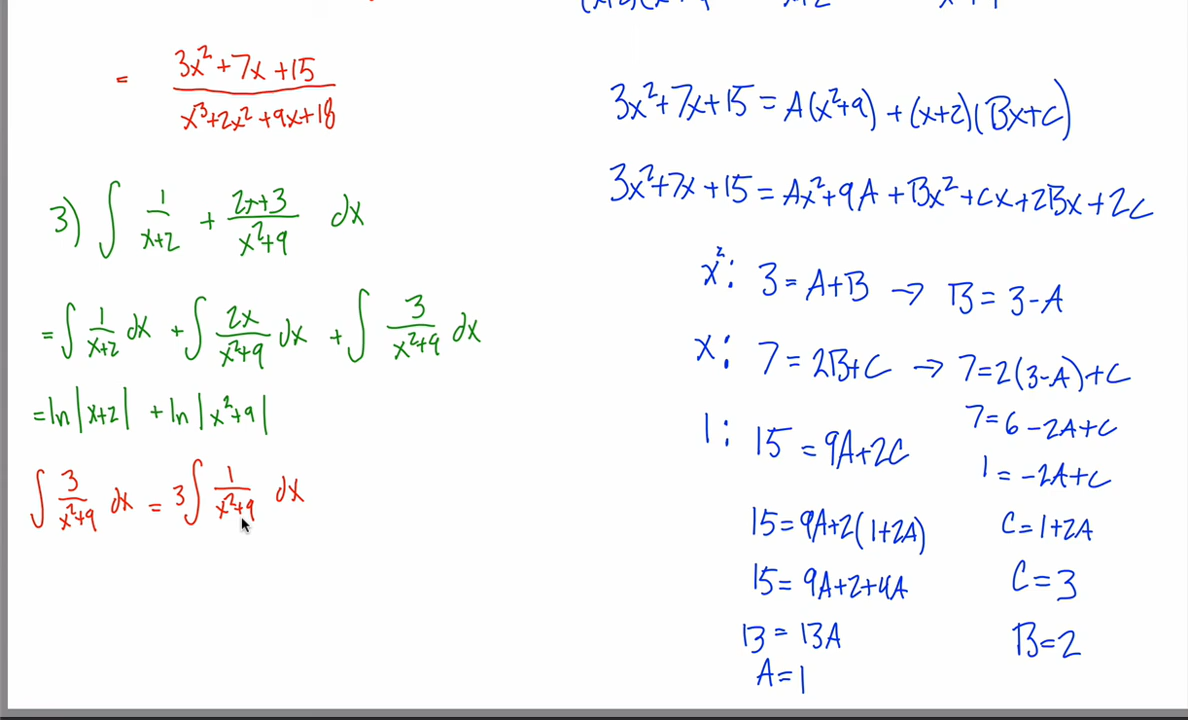 = (3x²+7x+15)/(x³+2x²+9x+18)
3) ∫ 1/(x+2) + (2x+3)/(x²+9) dx
= ∫ 1/(x+2) dx + ∫ 2x/(x²+9) dx + ∫ 3/(x²+9) dx
= ln|x+2| + ln|x²+9|
∫ 3/(x²+9) dx = 3∫ 1/(x²+9) dx
3x²+7x+15 = A(x²+9) + (x+2)(Bx+C)
3x²+7x+15 = Ax²+9A+Bx²+Cx+2Bx+2C
x²: 3=A+B → B=3-A
x: 7=2B+C → 7=2(3-A)+C
7=6-2A+C
1: 15=9A+2C
1=-2A+C
15=9A+2(1+2A)
C=1+2A
15=9A+2+4A
C=3
13=13A
B=2
A=1